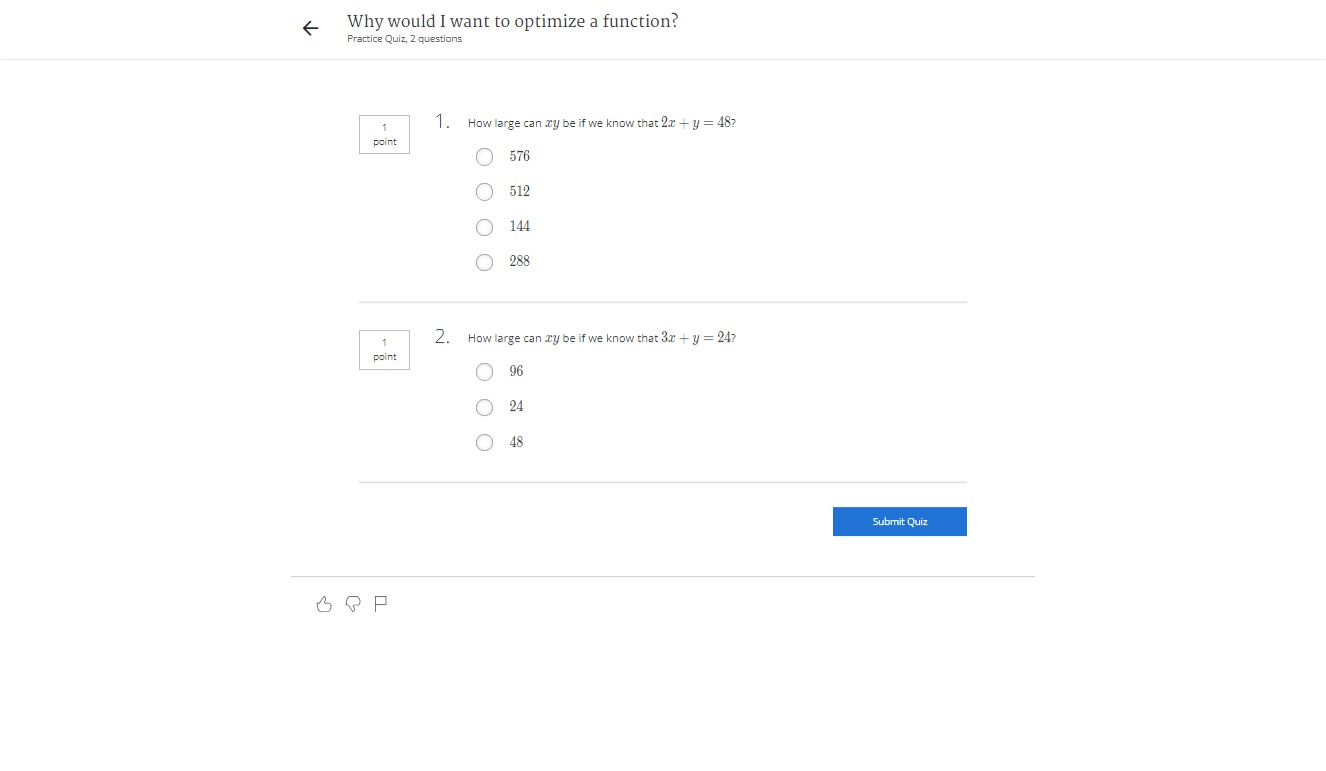 Why would I want to optimize a function?
Practice Quiz, 2 questions
1
point
1. How large can xy be if we know that 2x + y = 48?
576
512
144
288
1
point
2. How large can xy be if we know that 3x + y = 24?
96
24
48
Submit Quiz